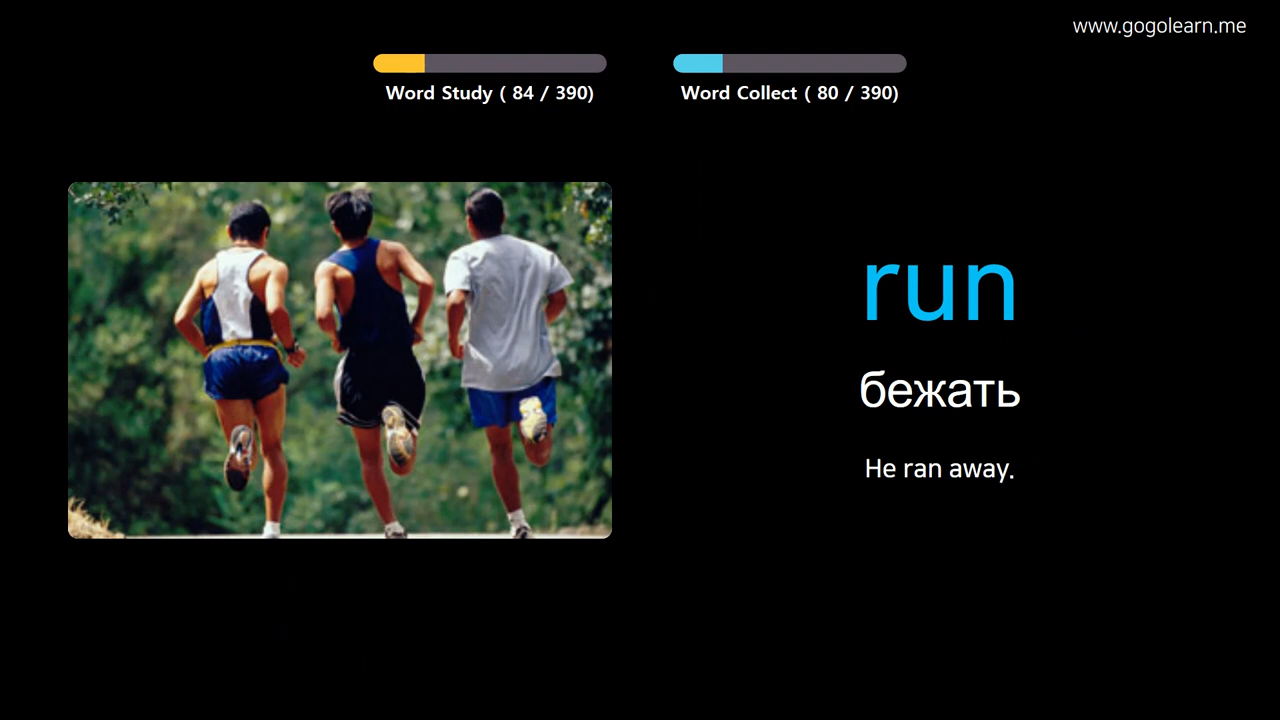 www.gogolearn.me
Word Study ( 84 / 390)
Word Collect ( 80 / 390)
run
бежать
He ran away.